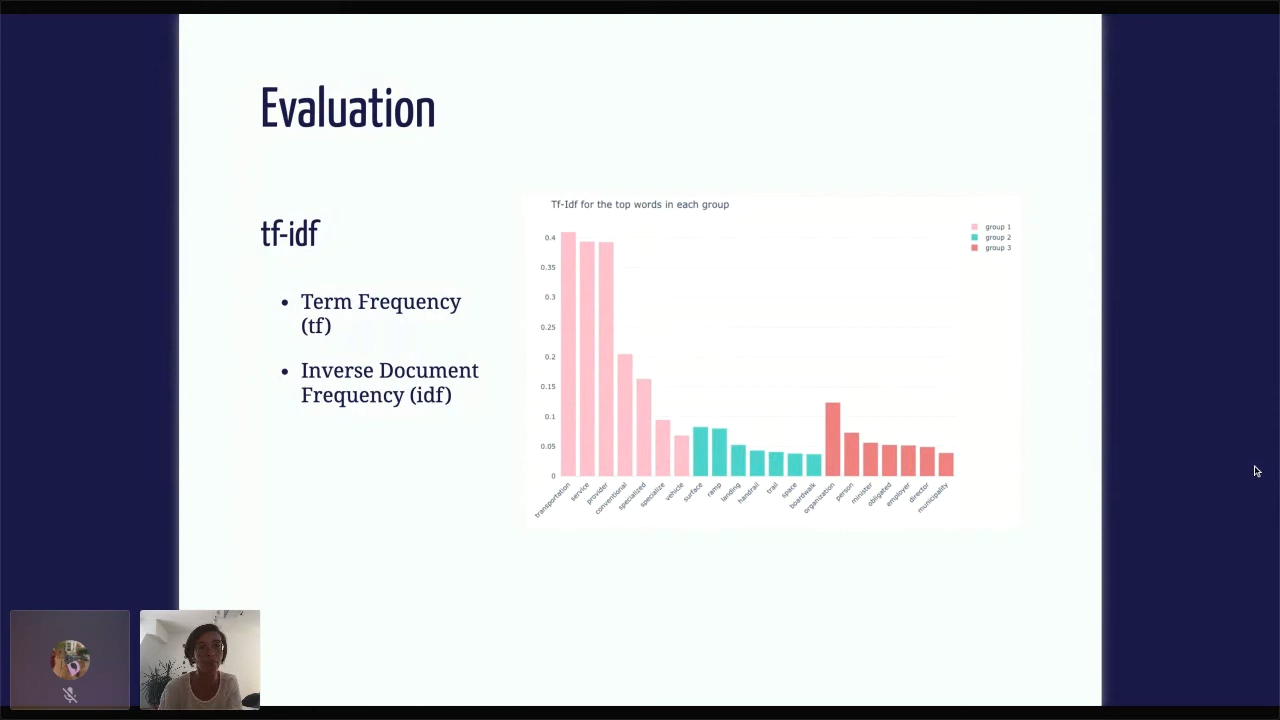 Evaluation
tf-idf
• Term Frequency
(tf)
• Inverse Document
Frequency (idf)
Tf-Idf for the top words in each group
group 1
group 2
group 3
0.4
0.35
0.3
0.25
0.2
0.15
0.1
0.05
0
transportation
service
provider
conventional
specialized
specialize
vehicle
surface
ramp
landing
handrail
trail
space
boardwalk
organization
person
minister
obligated
employer
director
municipality